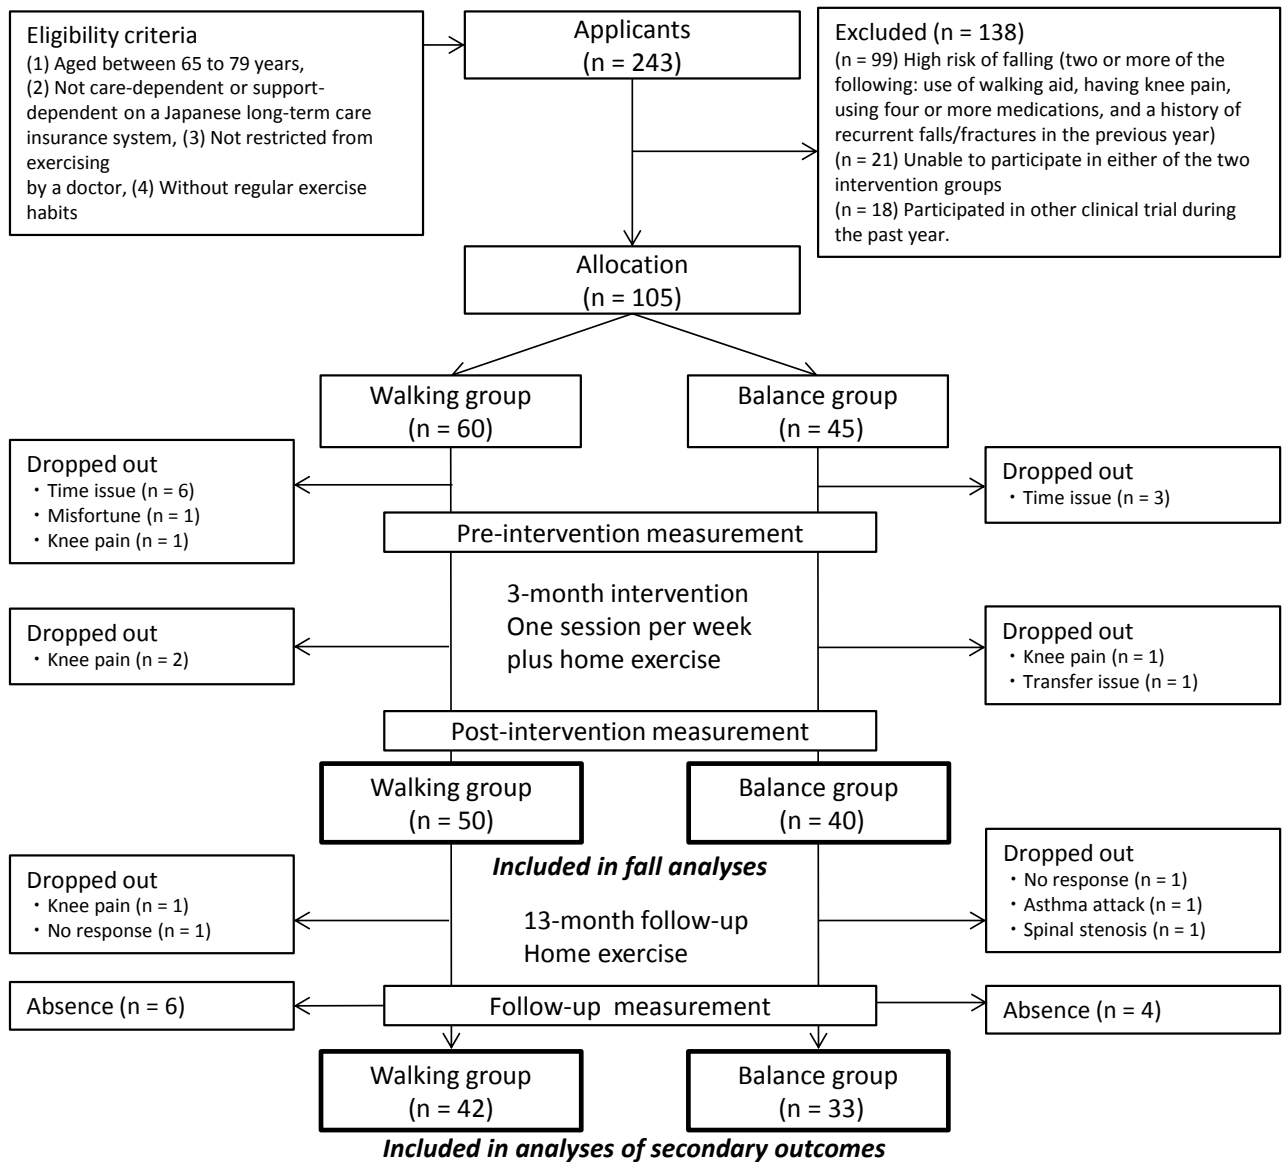 Eligibility criteria
(1) Aged between 65 to 79 years,
(2) Not care-dependent or support-
dependent on a Japanese long-term care
insurance system, (3) Not restricted from
exercising
by a doctor, (4) Without regular exercise
habits
Applicants
(n = 243)
Excluded (n = 138)
(n = 99) High risk of falling (two or more of the
following: use of walking aid, having knee pain,
using four or more medications, and a history of
recurrent falls/fractures in the previous year)
(n = 21) Unable to participate in either of the two
intervention groups
(n = 18) Participated in other clinical trial during
the past year.
Allocation
(n = 105)
Walking group
(n = 60)
Balance group
(n = 45)
Dropped out
・Time issue (n = 6)
・Misfortune (n = 1)
・Knee pain (n = 1)
Dropped out
・Time issue (n = 3)
Pre-intervention measurement
3-month intervention
One session per week
plus home exercise
Dropped out
・Knee pain (n = 2)
Dropped out
・Knee pain (n = 1)
・Transfer issue (n = 1)
Post-intervention measurement
Walking group
(n = 50)
Balance group
(n = 40)
Included in fall analyses
Dropped out
・Knee pain (n = 1)
・No response (n = 1)
13-month follow-up
Home exercise
Dropped out
・No response (n = 1)
・Asthma attack (n = 1)
・Spinal stenosis (n = 1)
Absence (n = 6)
Follow-up measurement
Absence (n = 4)
Walking group
(n = 42)
Balance group
(n = 33)
Included in analyses of secondary outcomes